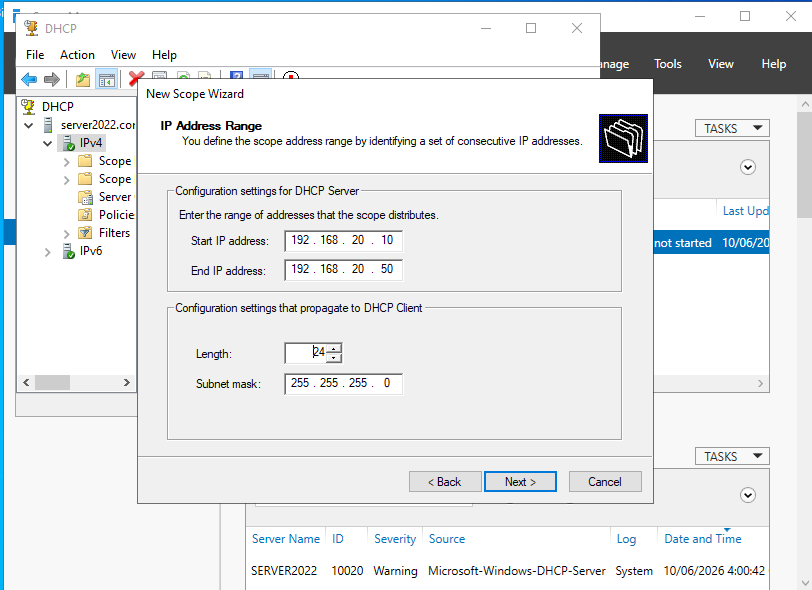 DHCP
File Action View Help
anage Tools View Help
DHCP
server2022.cor
IPv4
Scope
Scope
Server
Policie
Filters
IPv6
New Scope Wizard
IP Address Range
You define the scope address range by identifying a set of consecutive IP addresses.
Configuration settings for DHCP Server
Enter the range of addresses that the scope distributes.
Start IP address: 192 . 168 . 20 . 10
End IP address: 192 . 168 . 20 . 50
Configuration settings that propagate to DHCP Client
Length: 24
Subnet mask: 255 . 255 . 255 . 0
< Back Next > Cancel
TASKS
Last Upd
not started 10/06/20
TASKS
Server Name ID Severity Source Log Date and Time
SERVER2022 10020 Warning Microsoft-Windows-DHCP-Server System 10/06/2026 4:00:42